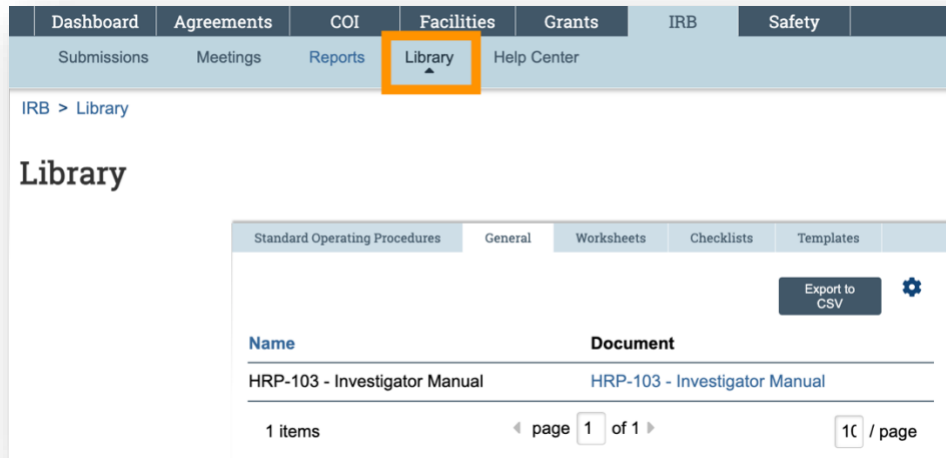 Dashboard Agreements COI Facilities Grants IRB Safety
Submissions Meetings Reports Library Help Center
IRB > Library
Library
Standard Operating Procedures General Worksheets Checklists Templates
Export to
CSV
Name Document
HRP-103 - Investigator Manual HRP-103 - Investigator Manual
1 items page 1 of 1 / page